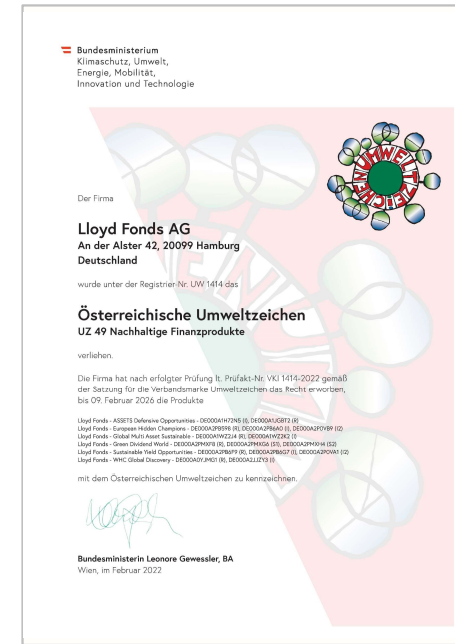 Bundesministerium
Klimaschutz, Umwelt,
Energie, Mobilität,
Innovation und Technologie
UMWELTZEICHEN
Der Firma
Lloyd Fonds AG
An der Alster 42, 20099 Hamburg
Deutschland
wurde unter der Registrier-Nr. UW 1414 das
Österreichische Umweltzeichen
UZ 49 Nachhaltige Finanzprodukte
verliehen.
Die Firma hat nach erfolgter Prüfung lt. Prüfakt-Nr. VKI 1414-2022 gemäß
der Satzung für die Verbandsmarke Umweltzeichen das Recht erworben,
bis 09. Februar 2026 die Produkte
Lloyd Fonds - ASSETS Defensive Opportunities - DE000A1H72N5 (I), DE000A1JGBT2 (R)
Lloyd Fonds - European Hidden Champions - DE000A2PB598 (R), DE000A2PB6A0 (I), DE000A2P0VB9 (I2)
Lloyd Fonds - Global Multi Asset Sustainable - DE000A1WZ2J4 (R), DE000A1WZ2K2 (I)
Lloyd Fonds - Green Dividend World - DE000A2PMXF8 (R), DE000A2PMXG6 (S1), DE000A2PMXH4 (S2)
Lloyd Fonds - Sustainable Yield Opportunities - DE000A2PB6F9 (R), DE000A2PB6G7 (I), DE000A2P0VA1 (I2)
Lloyd Fonds - WHC Global Discovery - DE000A0YJMG1 (R), DE000A2JJZY3 (I)
mit dem Österreichischen Umweltzeichen zu kennzeichnen.
Bundesministerin Leonore Gewessler, BA
Wien, im Februar 2022